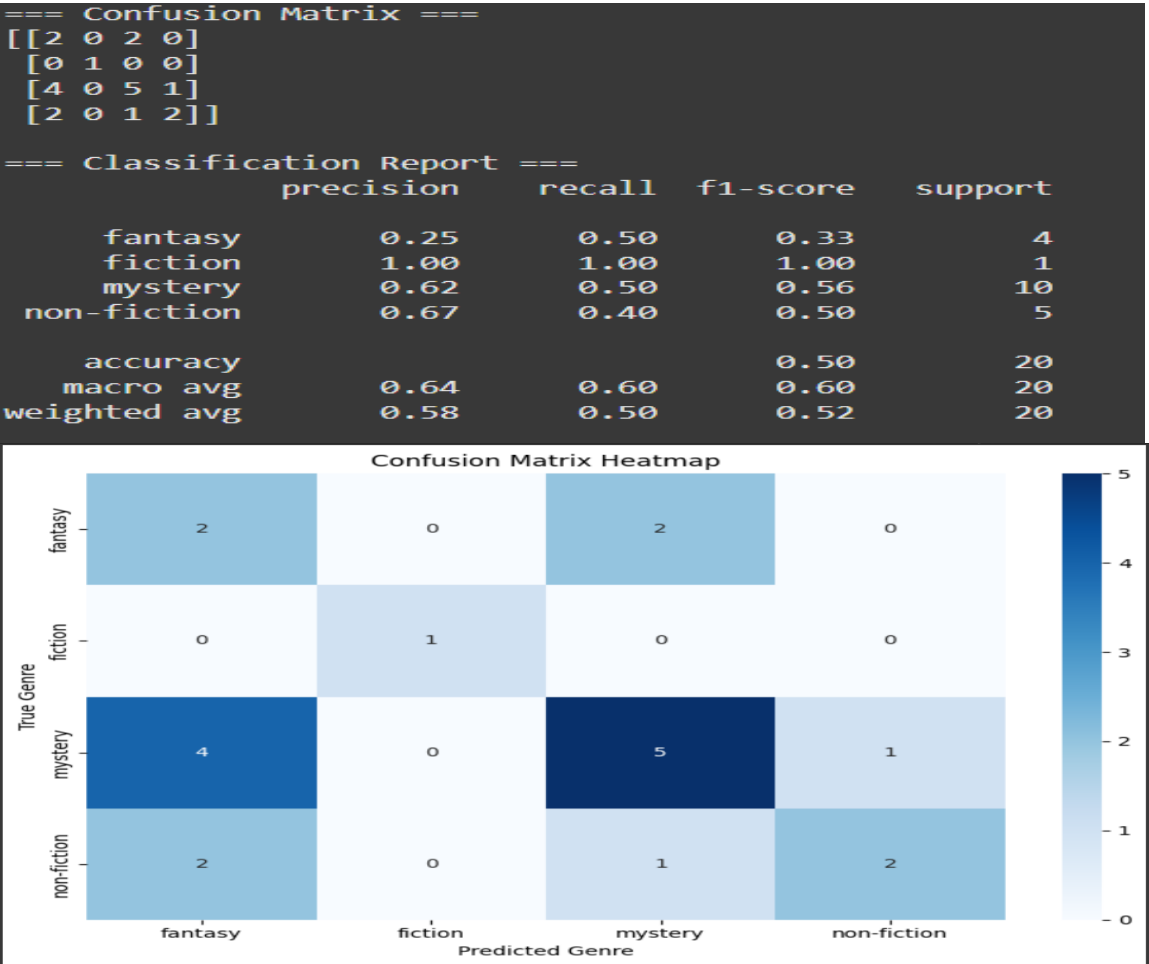 === Confusion Matrix ===
[[2 0 2 0]
 [0 1 0 0]
 [4 0 5 1]
 [2 0 1 2]]
=== Classification Report ===
precision recall f1-score support
fantasy 0.25 0.50 0.33 4
fiction 1.00 1.00 1.00 1
mystery 0.62 0.50 0.56 10
non-fiction 0.67 0.40 0.50 5
accuracy 0.50 20
macro avg 0.64 0.60 0.60 20
weighted avg 0.58 0.50 0.52 20
Confusion Matrix Heatmap
True Genre
fantasy 2 0 2 0
fiction 0 1 0 0
mystery 4 0 5 1
non-fiction 2 0 1 2
fantasy fiction mystery non-fiction
Predicted Genre
5
4
3
2
1
0